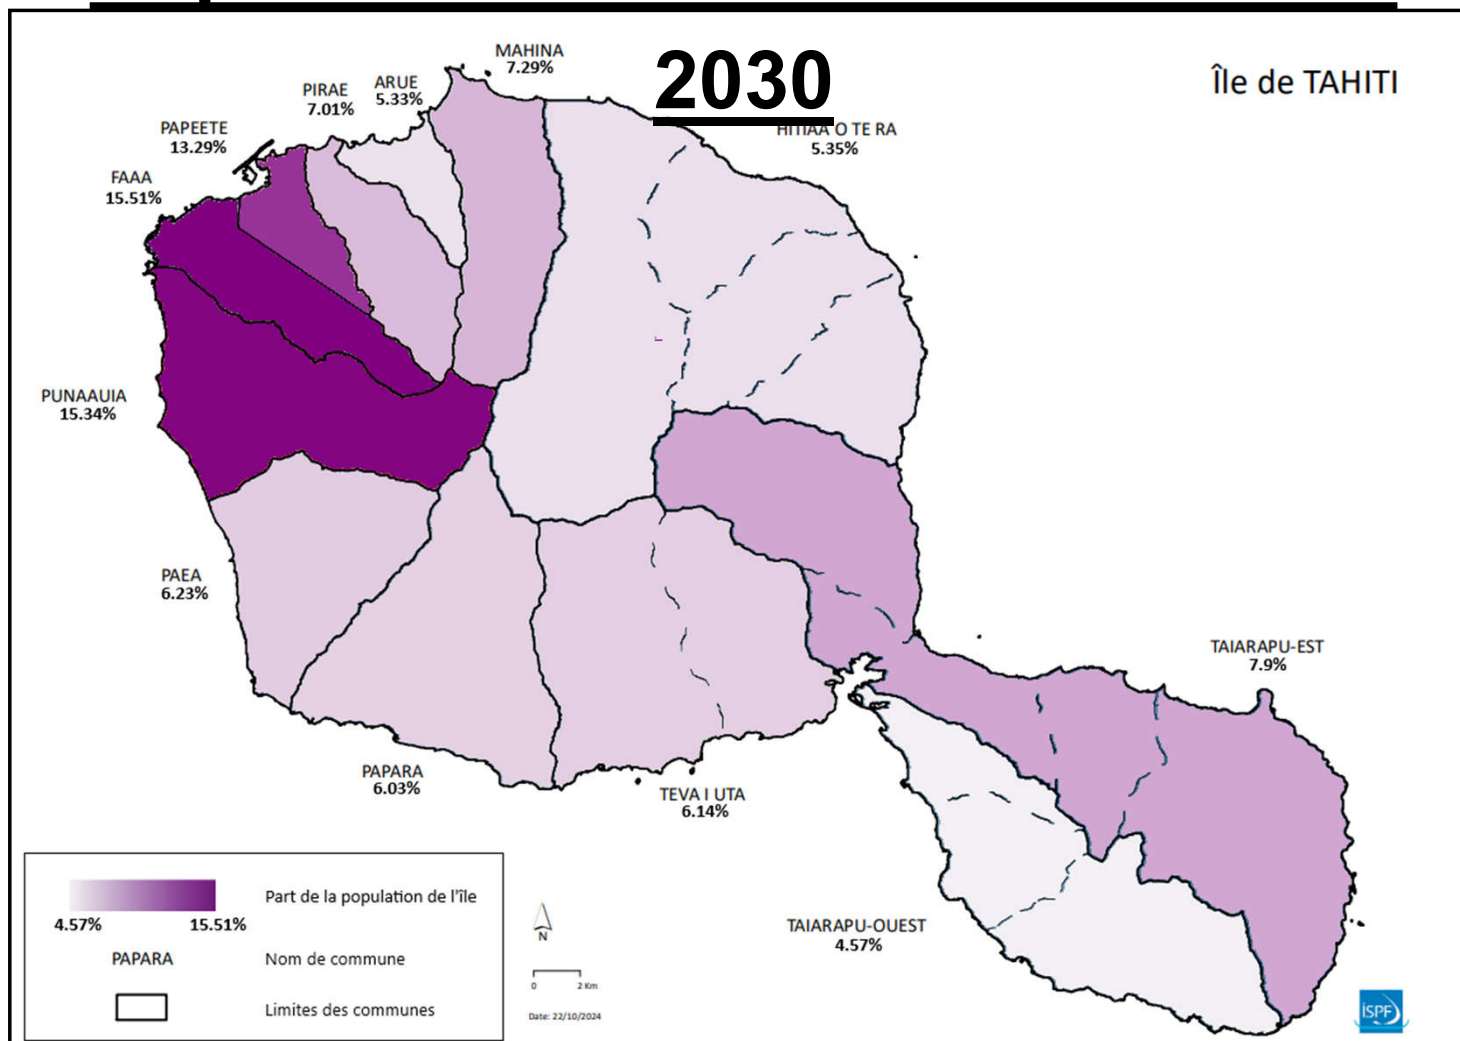 2030
Île de TAHITI
MAHINA
7.29%
ARUE
5.33%
PIRAE
7.01%
PAPEETE
13.29%
HITIAA O TE RA
5.35%
FAAA
15.51%
PUNAAUIA
15.34%
PAEA
6.23%
TAIARAPU-EST
7.9%
PAPARA
6.03%
TEVA I UTA
6.14%
TAIARAPU-OUEST
4.57%
Part de la population de l'île
4.57% 15.51%
PAPARA Nom de commune
Limites des communes
N
0 2 Km
Date: 22/10/2024
iSPF